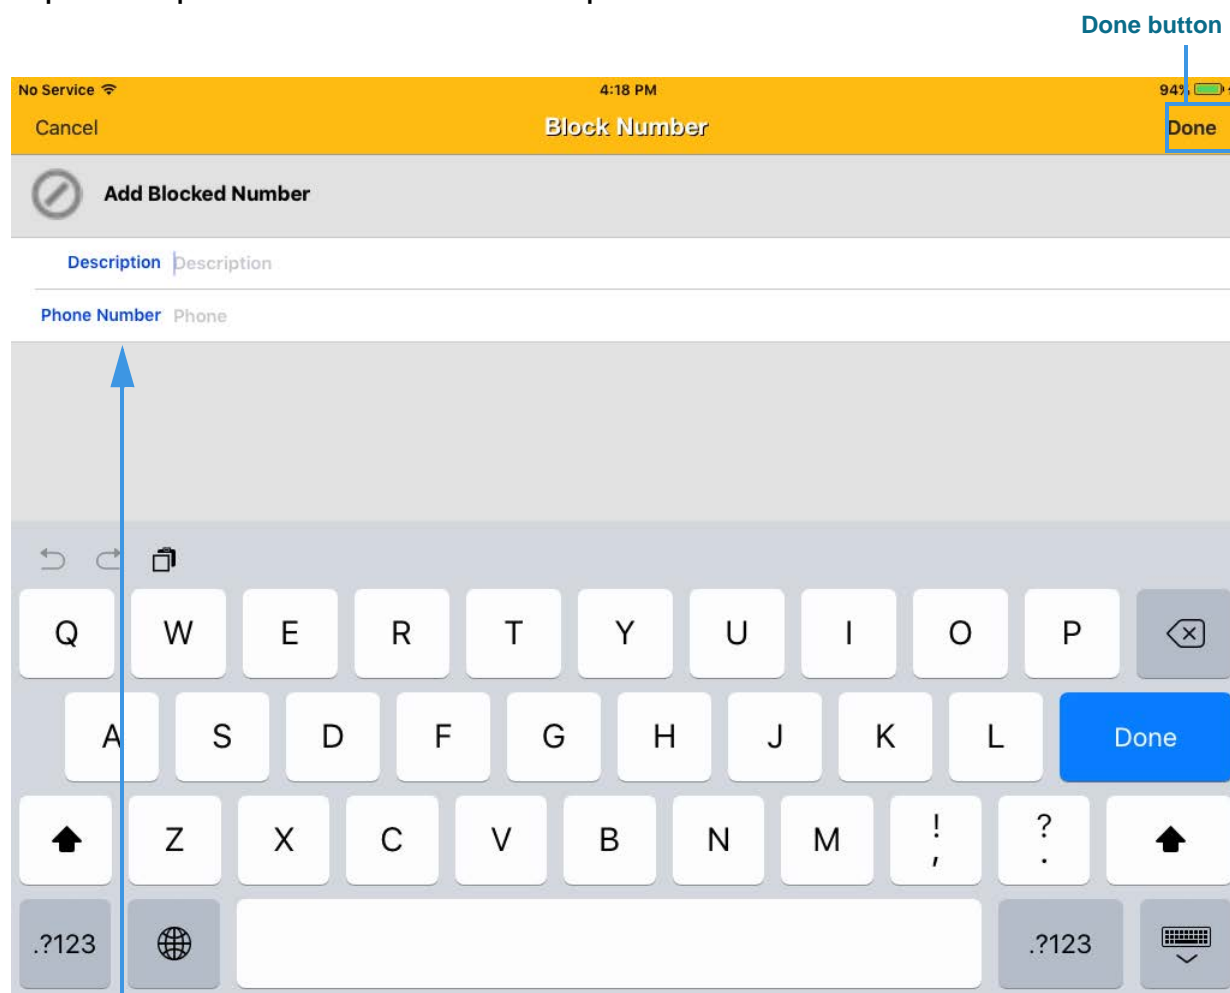 Done button
No Service 4:18 PM 94%
Cancel Block Number Done
Add Blocked Number
Description Description
Phone Number Phone
Q W E R T Y U I O P
A S D F G H J K L Done
Z X C V B N M ! , ? .
.?123 .?123